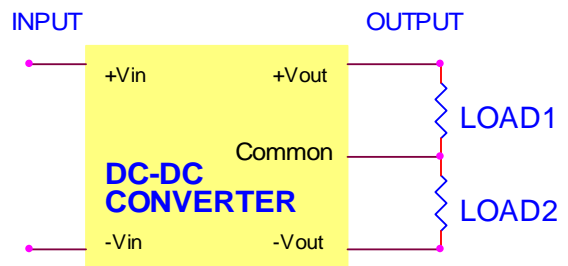 INPUT
OUTPUT
+Vin
+Vout
LOAD1
Common
DC-DC
CONVERTER
LOAD2
-Vin
-Vout